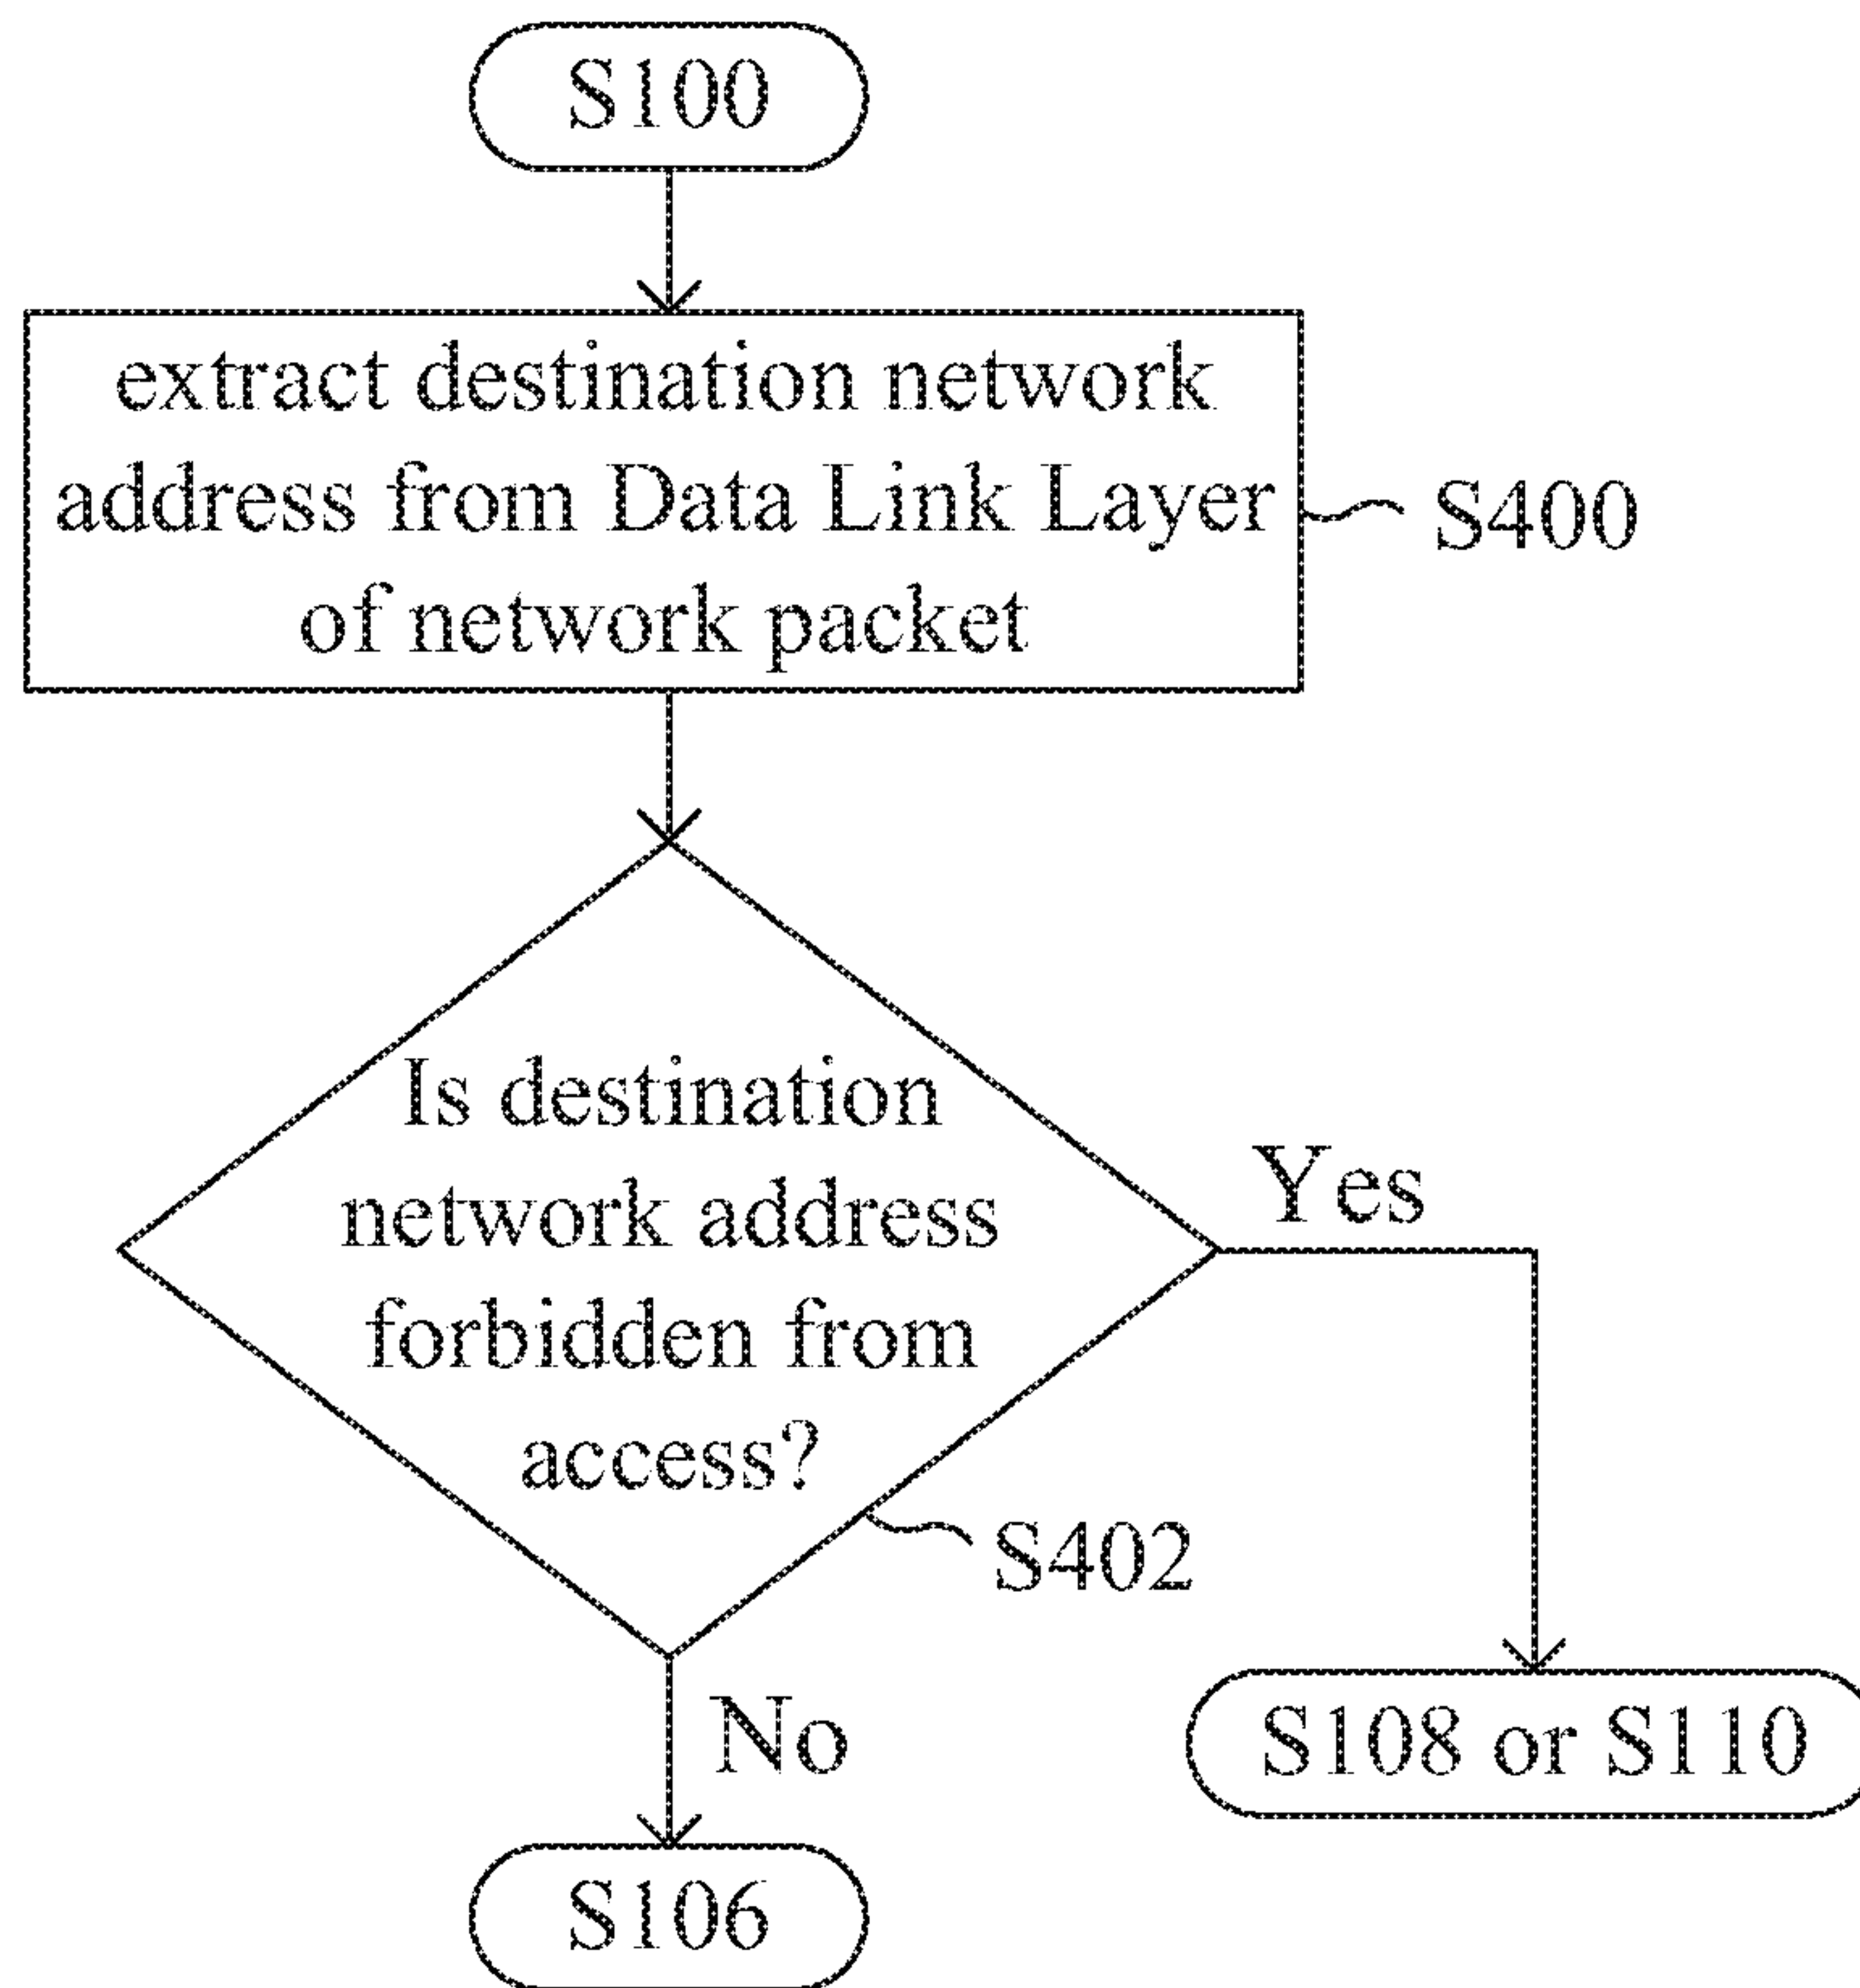 S100
extract destination network
address from Data Link Layer
of network packet
S400
Is destination
network address
forbidden from
access?
Yes
S402
No
S108 or S110
S106